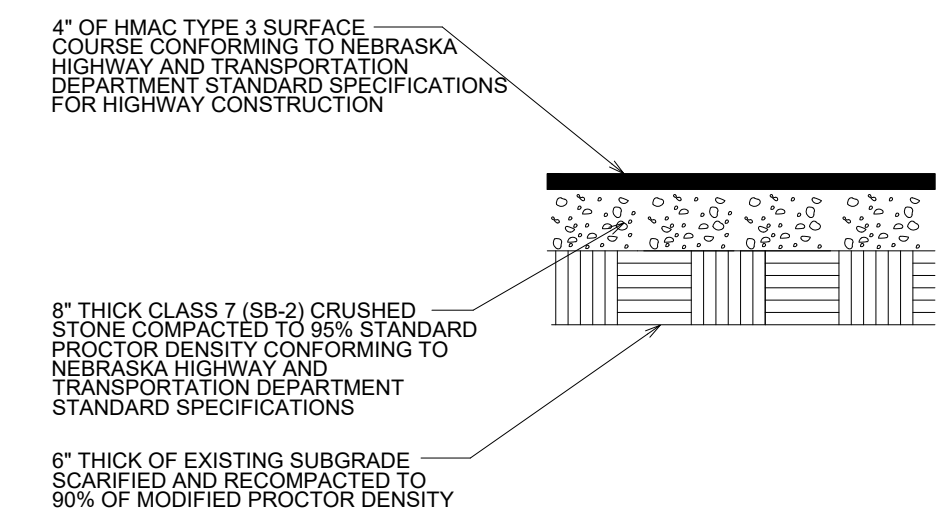 4" OF HMAC TYPE 3 SURFACE
COURSE CONFORMING TO NEBRASKA
HIGHWAY AND TRANSPORTATION
DEPARTMENT STANDARD SPECIFICATIONS
FOR HIGHWAY CONSTRUCTION
8" THICK CLASS 7 (SB-2) CRUSHED
STONE COMPACTED TO 95% STANDARD
PROCTOR DENSITY CONFORMING TO
NEBRASKA HIGHWAY AND
TRANSPORTATION DEPARTMENT
STANDARD SPECIFICATIONS
6" THICK OF EXISTING SUBGRADE
SCARIFIED AND RECOMPACTED TO
90% OF MODIFIED PROCTOR DENSITY